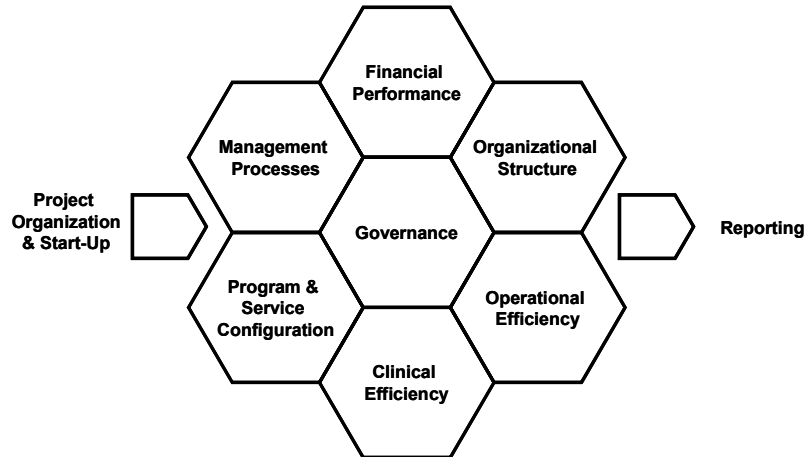 Financial
Performance
Management
Processes
Organizational
Structure
Project
Organization
& Start-Up
Governance
Reporting
Program &
Service
Configuration
Operational
Efficiency
Clinical
Efficiency